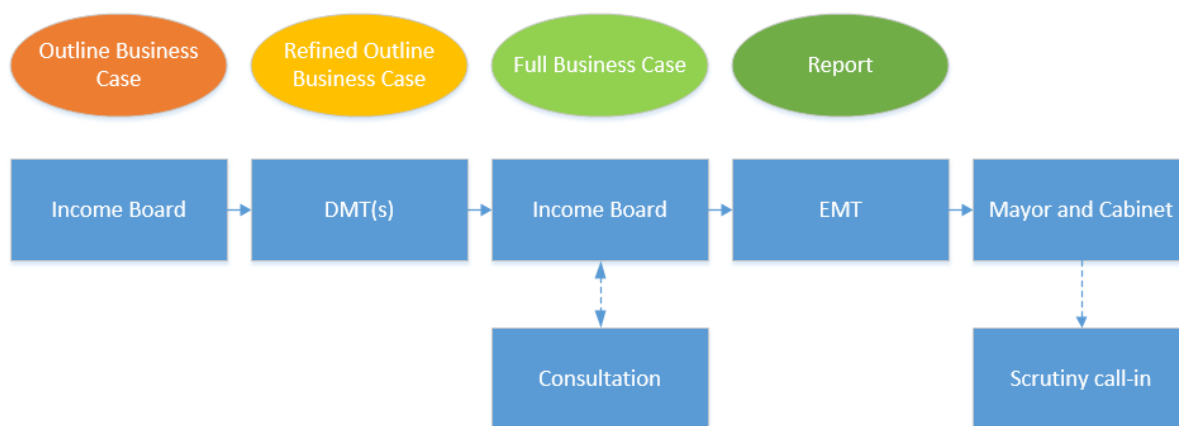 Outline Business
Case
Refined Outline
Business Case
Full Business Case
Report
Income Board
DMT(s)
Income Board
EMT
Mayor and Cabinet
Consultation
Scrutiny call-in